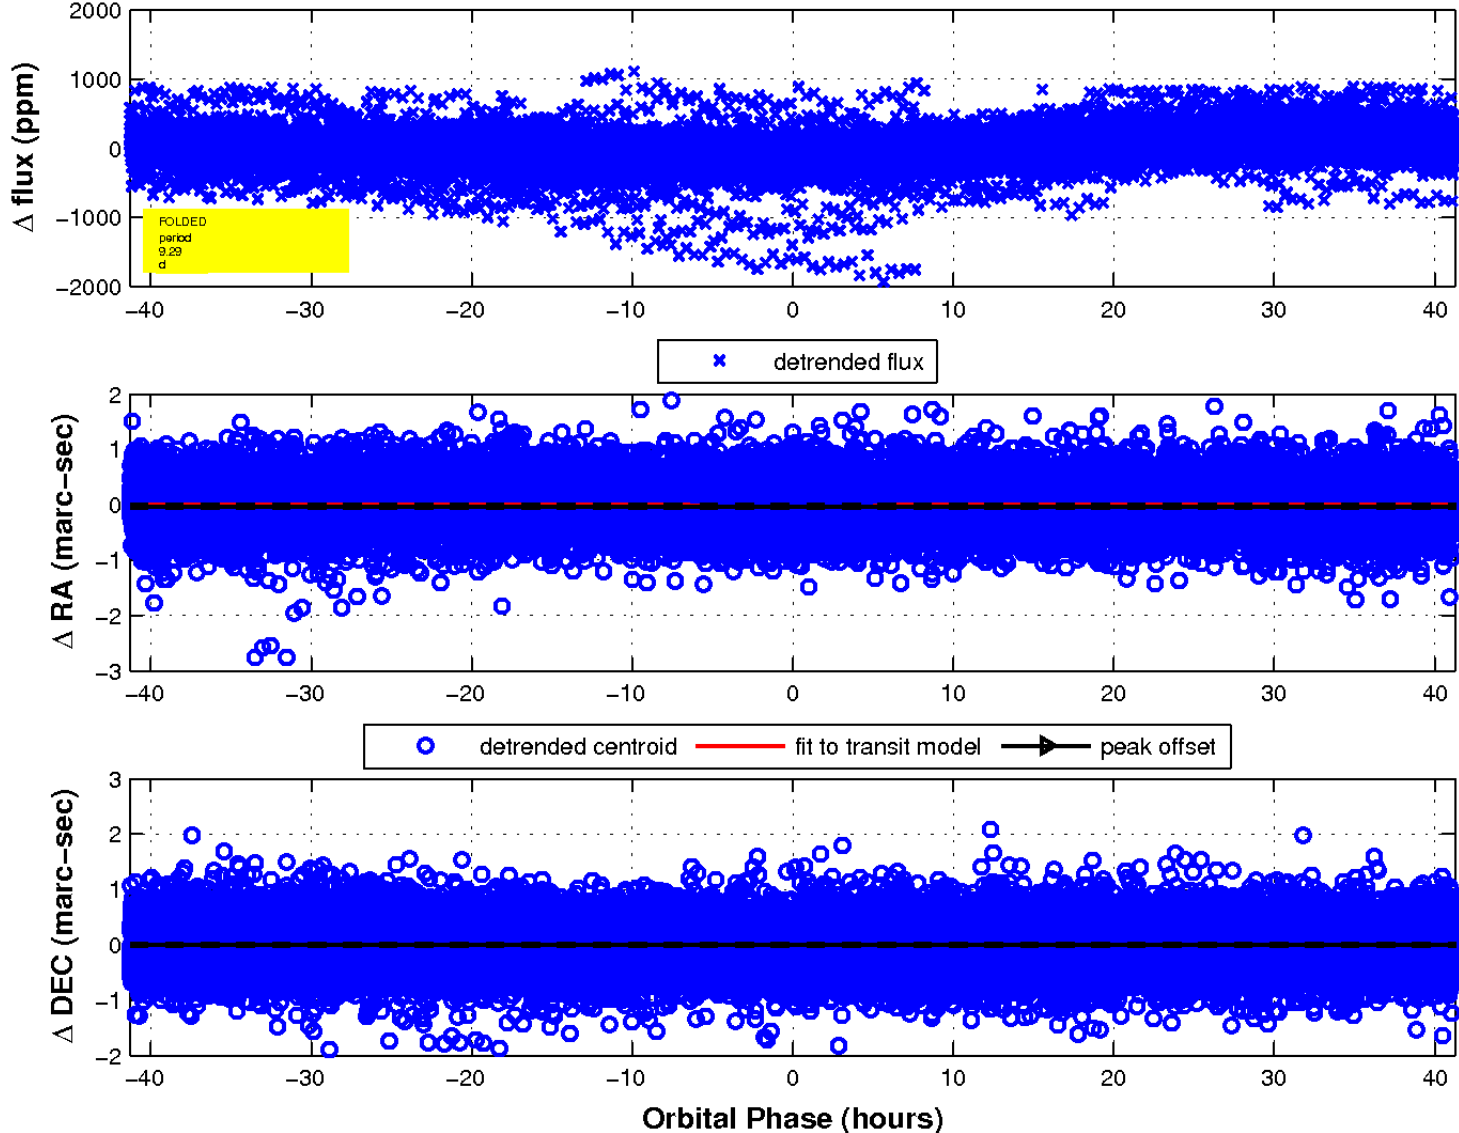 2000
1000
0
−1000
−2000
Δ flux (ppm)
FOLDED
period
9.29
d
−40 −30 −20 −10 0 10 20 30 40
detrended flux
2
1
0
−1
−2
−3
Δ RA (marc−sec)
−40 −30 −20 −10 0 10 20 30 40
detrended centroid fit to transit model peak offset
3
2
1
0
−1
−2
Δ DEC (marc−sec)
−40 −30 −20 −10 0 10 20 30 40
Orbital Phase (hours)